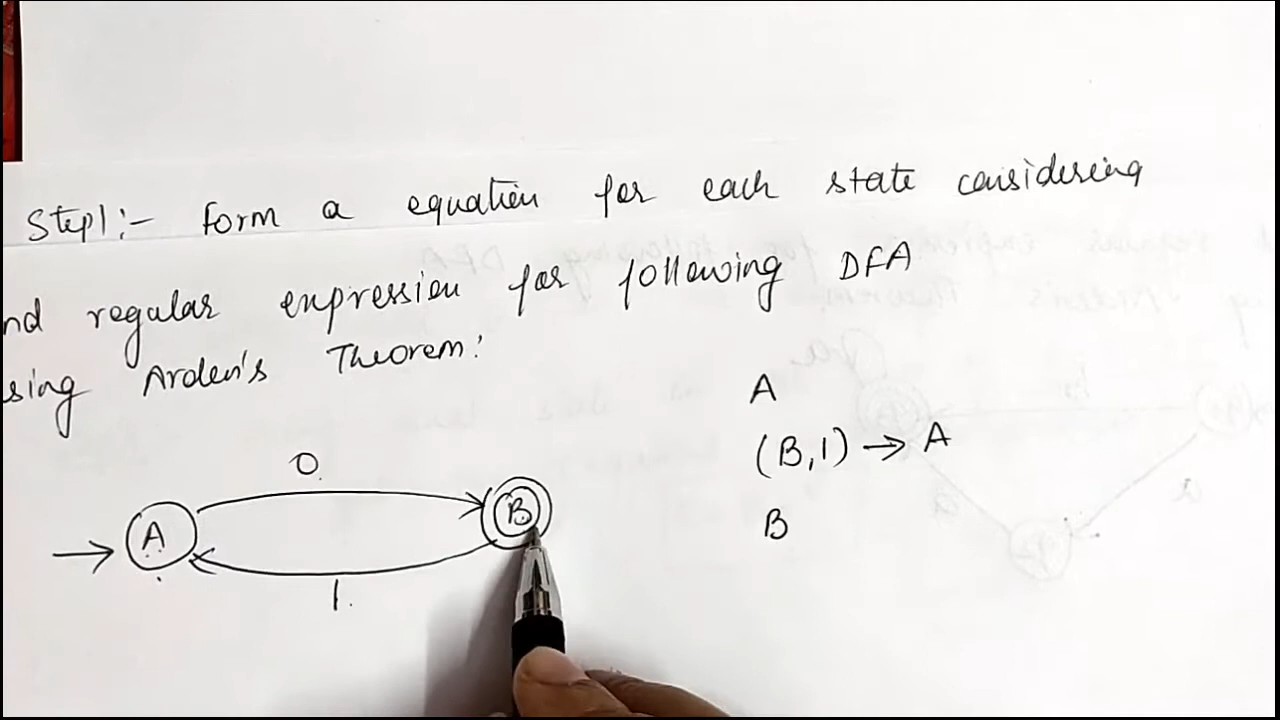 Step1:- Form a equation for each state considering
nd regular expression for following DFA
sing Arden's Theorem:
A
(B,1) → A
B
0
A
B
1